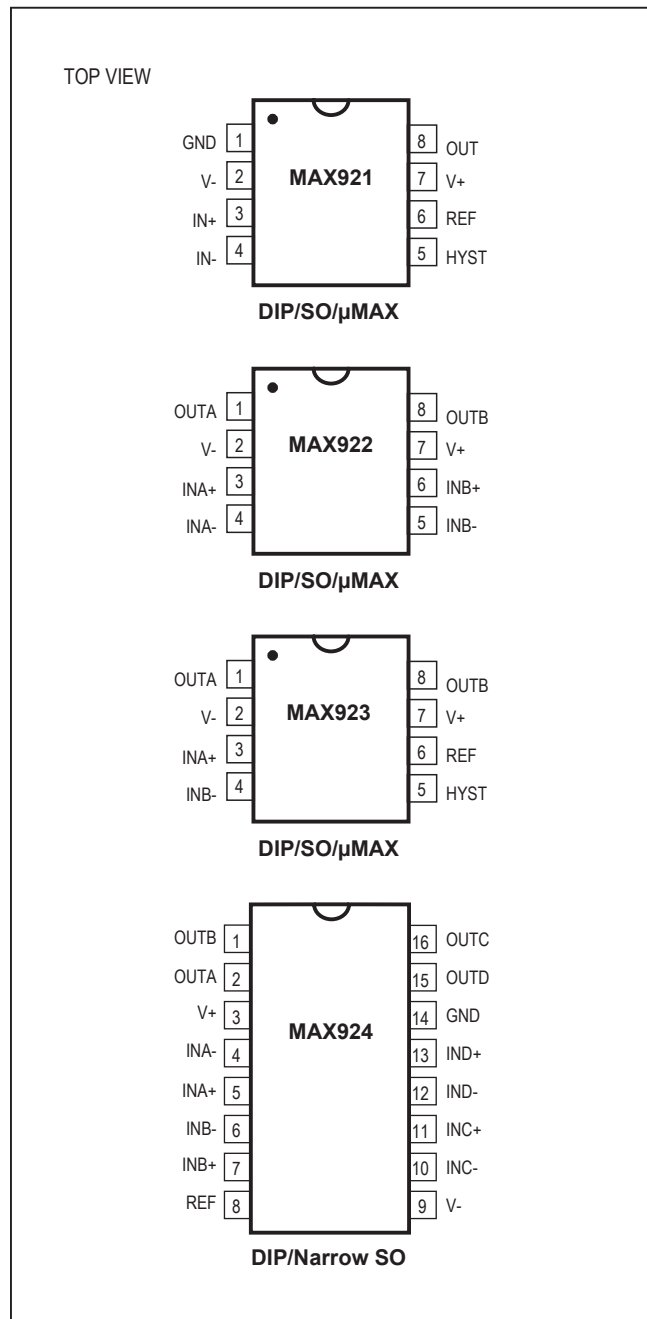 TOP VIEW
GND 1 8 OUT
V- 2 MAX921 7 V+
IN+ 3 6 REF
IN- 4 5 HYST
DIP/SO/µMAX
OUTA 1 8 OUTB
V- 2 MAX922 7 V+
INA+ 3 6 INB+
INA- 4 5 INB-
DIP/SO/µMAX
OUTA 1 8 OUTB
V- 2 MAX923 7 V+
INA+ 3 6 REF
INB- 4 5 HYST
DIP/SO/µMAX
OUTB 1 16 OUTC
OUTA 2 15 OUTD
V+ 3 MAX924 14 GND
INA- 4 13 IND+
INA+ 5 12 IND-
INB- 6 11 INC+
INB+ 7 10 INC-
REF 8 9 V-
DIP/Narrow SO